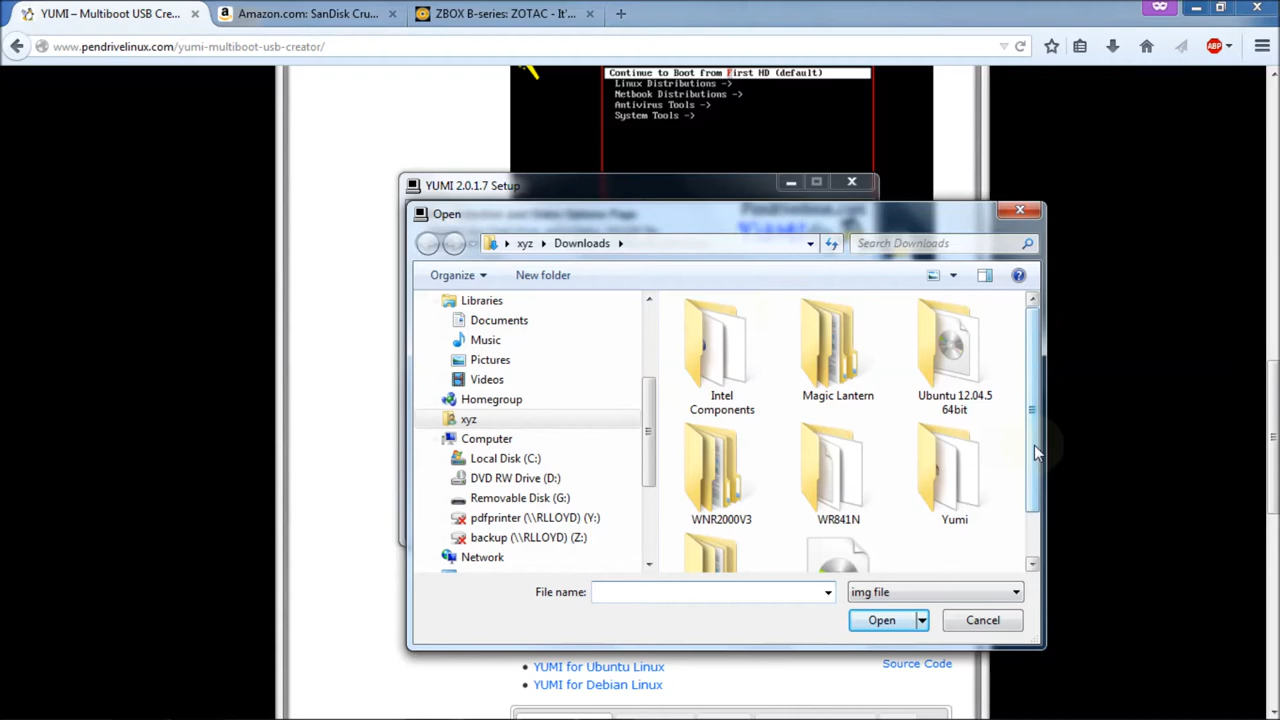 YUMI – Multiboot USB Cre...
Amazon.com: SanDisk Cru...
ZBOX B-series: ZOTAC - It'...
www.pendrivelinux.com/yumi-multiboot-usb-creator/
ABP
Continue to Boot from First HD (default)
Linux Distributions ->
Netbook Distributions ->
Antivirus Tools ->
System Tools ->
YUMI 2.0.1.7 Setup
Open
xyz
Downloads
Search Downloads
Organize
New folder
Libraries
Documents
Music
Pictures
Videos
Homegroup
xyz
Computer
Local Disk (C:)
DVD RW Drive (D:)
Removable Disk (G:)
pdfprinter (\\RLLOYD) (Y:)
backup (\\RLLOYD) (Z:)
Network
Intel
Components
Magic Lantern
Ubuntu 12.04.5
64bit
WNR2000V3
WR841N
Yumi
File name:
img file
Open
Cancel
YUMI for Ubuntu Linux
Source Code
YUMI for Debian Linux